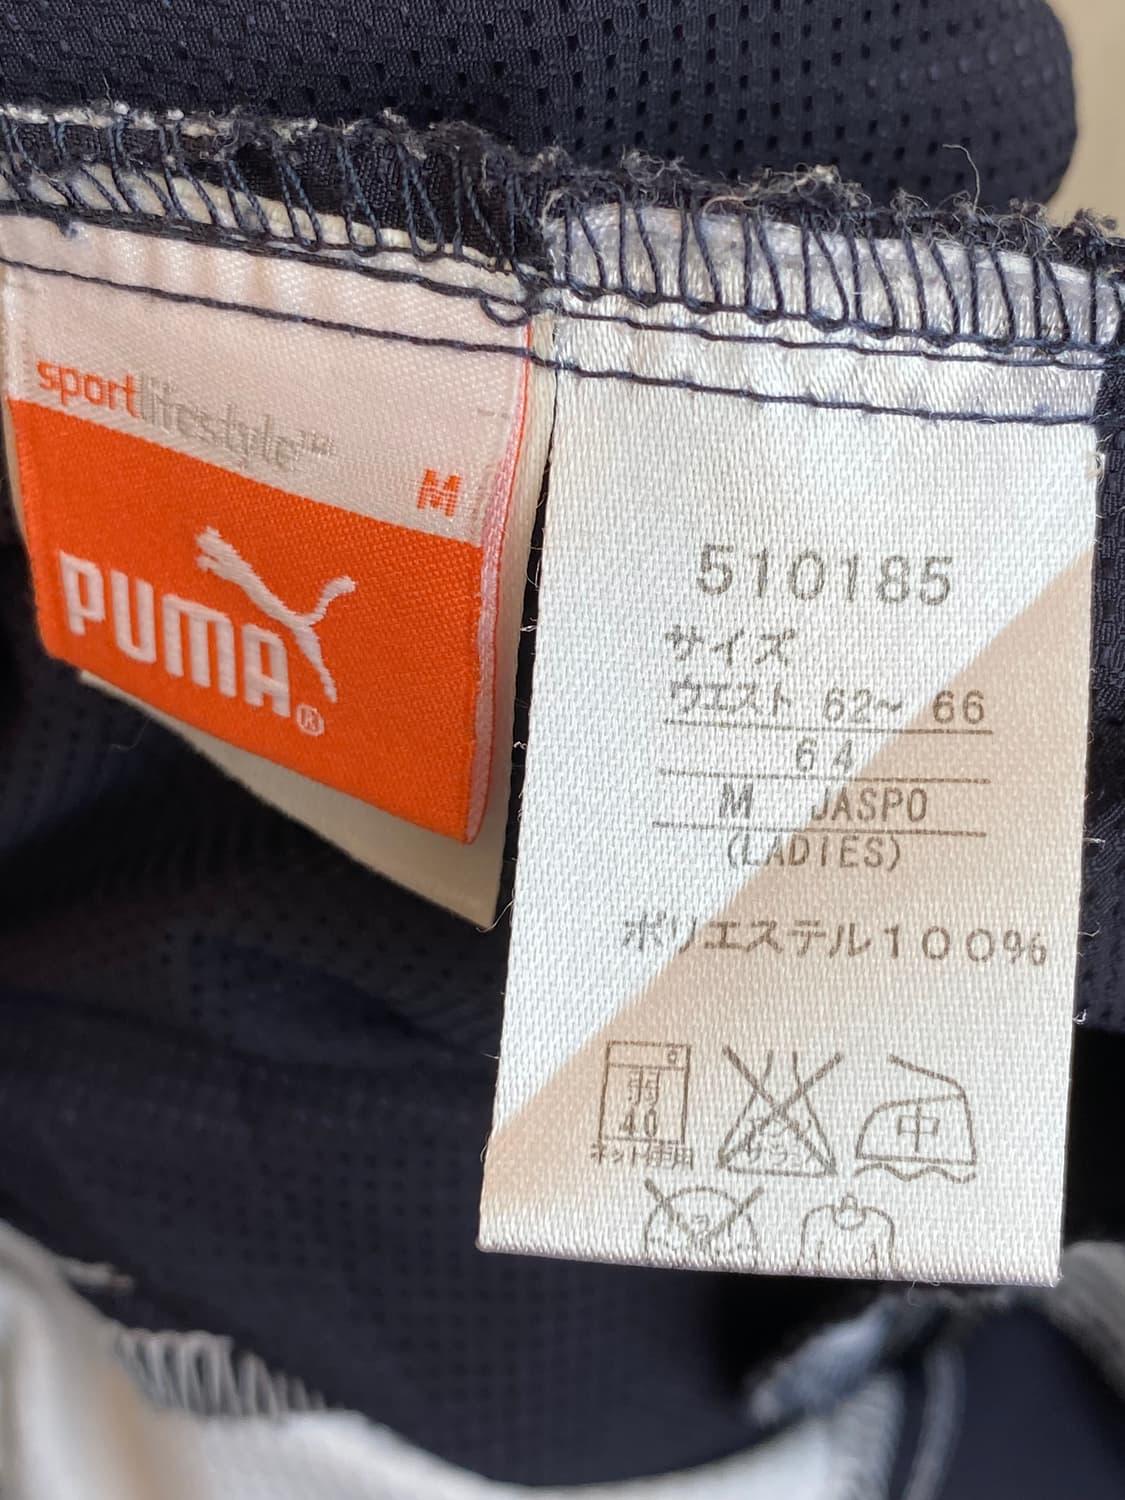 sportlifestyle™
M
PUMA®
510185
サイズ
ウエスト 62~ 66
64
M JASPO
(LADIES)
ポリエステル100%
弱
40
ネット使用
中